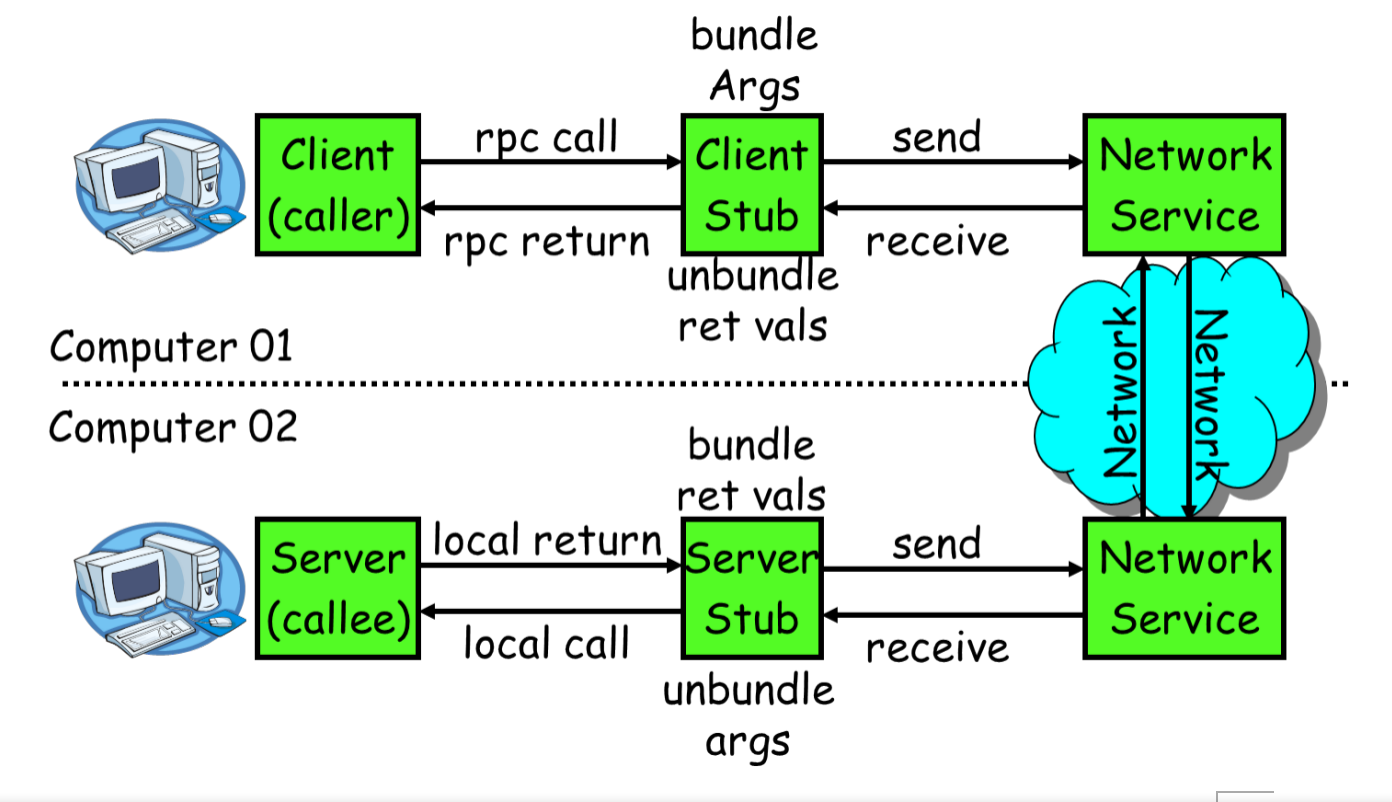 bundle
Args
Client
(caller)
rpc call
rpc return
Client
Stub
send
receive
Network
Service
unbundle
ret vals
Computer 01
Network
Network
Computer 02
bundle
ret vals
Server
(callee)
local return
local call
Server
Stub
send
receive
Network
Service
unbundle
args